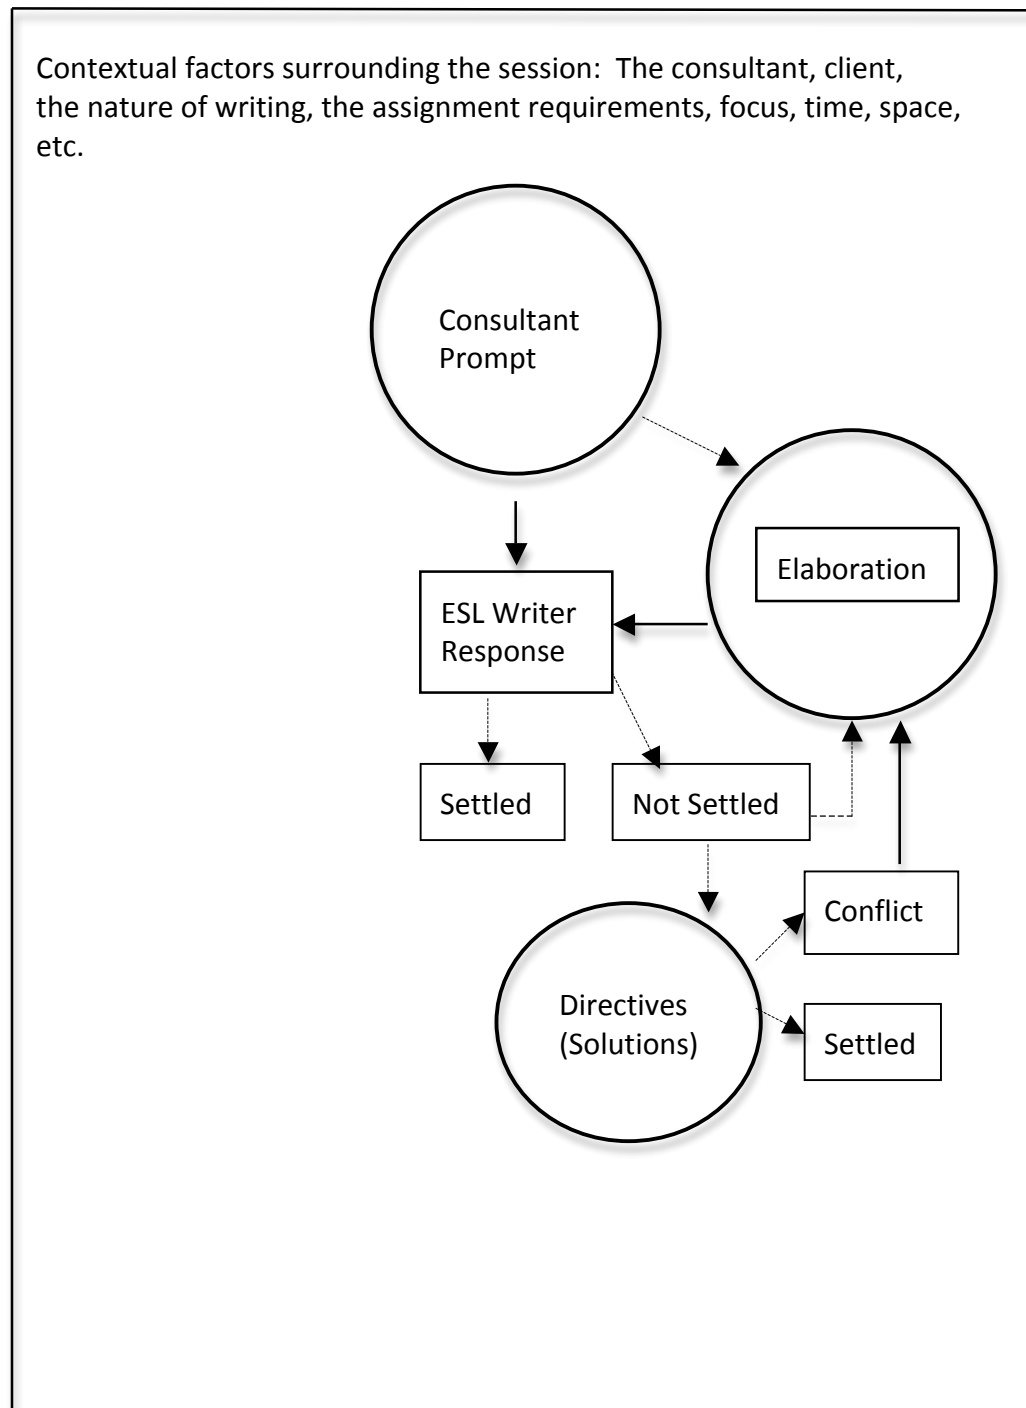 Contextual factors surrounding the session:  The consultant, client,
the nature of writing, the assignment requirements, focus, time, space,
etc.
Consultant
Prompt
Elaboration
ESL Writer
Response
Settled
Not Settled
Conflict
Directives
(Solutions)
Settled